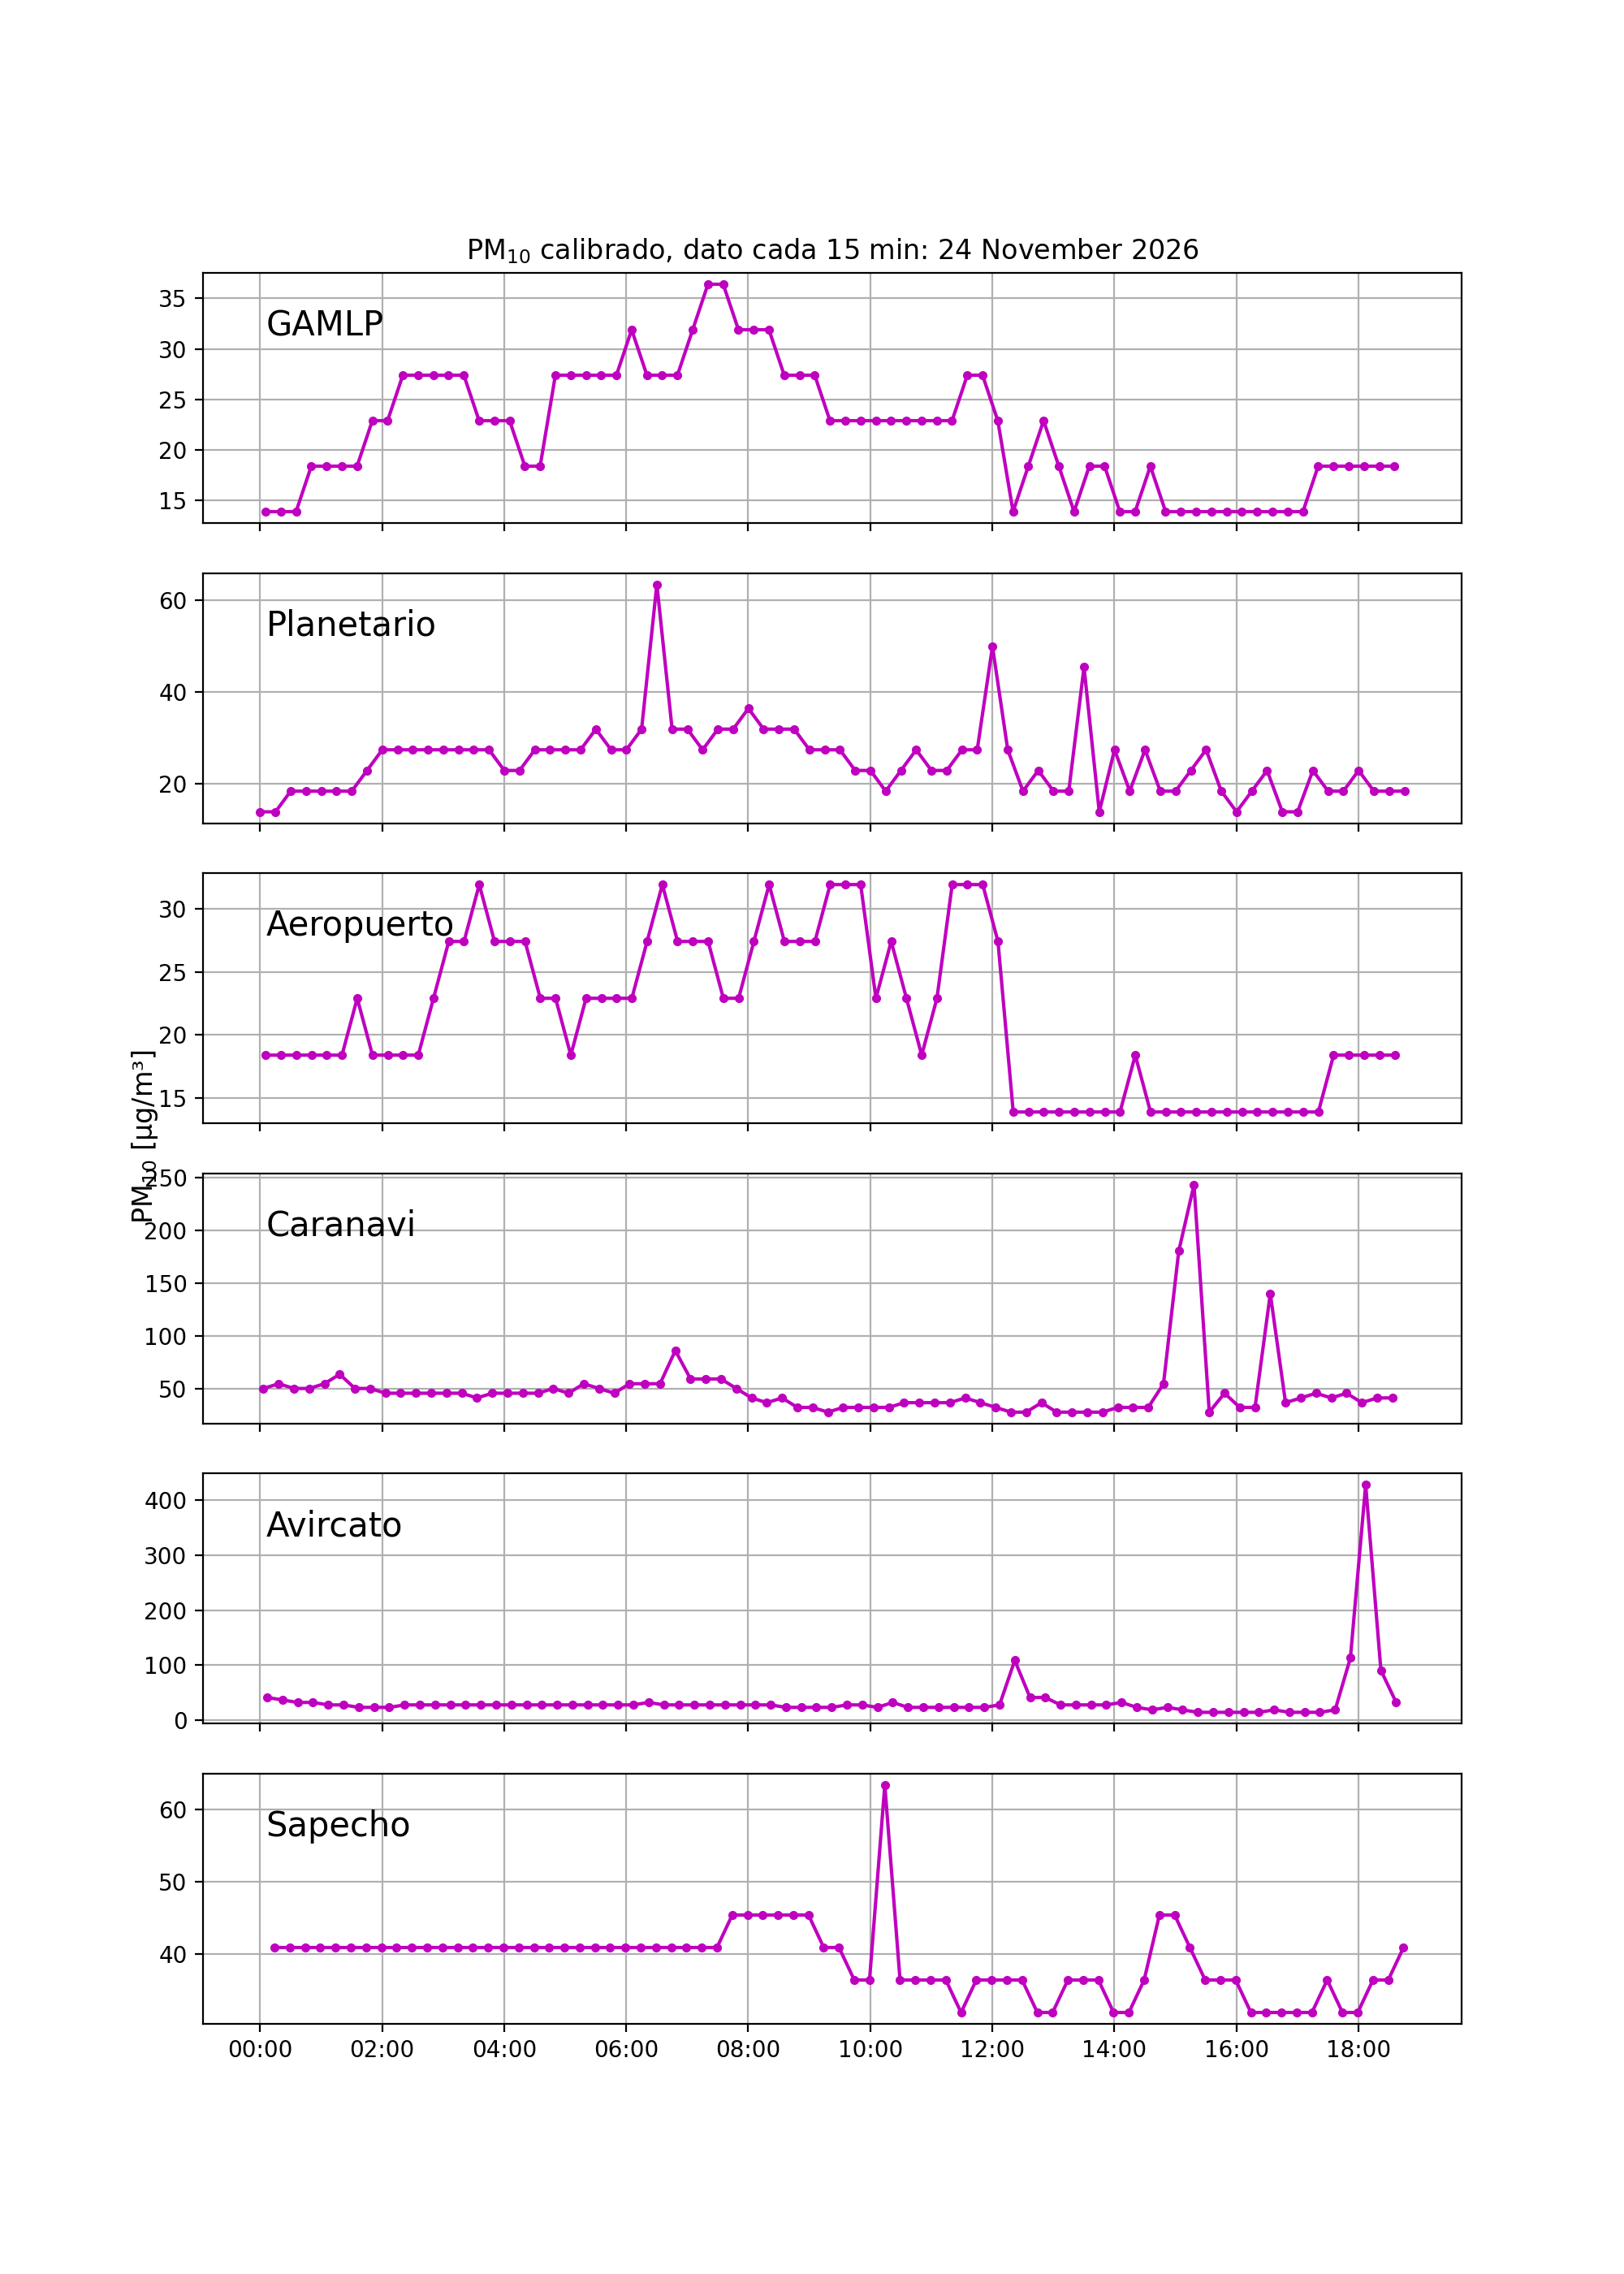 PM₁₀ calibrado, dato cada 15 min: 24 November 2026
35
30
25
20
15
GAMLP
60
40
20
Planetario
30
25
20
15
Aeropuerto
PM₁₀ [µg/m³]
250
200
150
100
50
Caranavi
400
300
200
100
0
Avircato
60
50
40
Sapecho
00:00 02:00 04:00 06:00 08:00 10:00 12:00 14:00 16:00 18:00